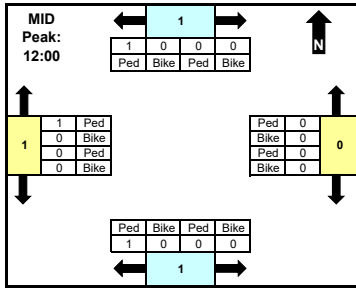 MID
Peak:
12:00
1
1 0 0 0
Ped Bike Ped Bike
N
1
1 Ped
0 Bike
0 Ped
0 Bike
Ped 0
Bike 0
Ped 0
Bike 0
0
Ped Bike Ped Bike
1 0 0 0
1